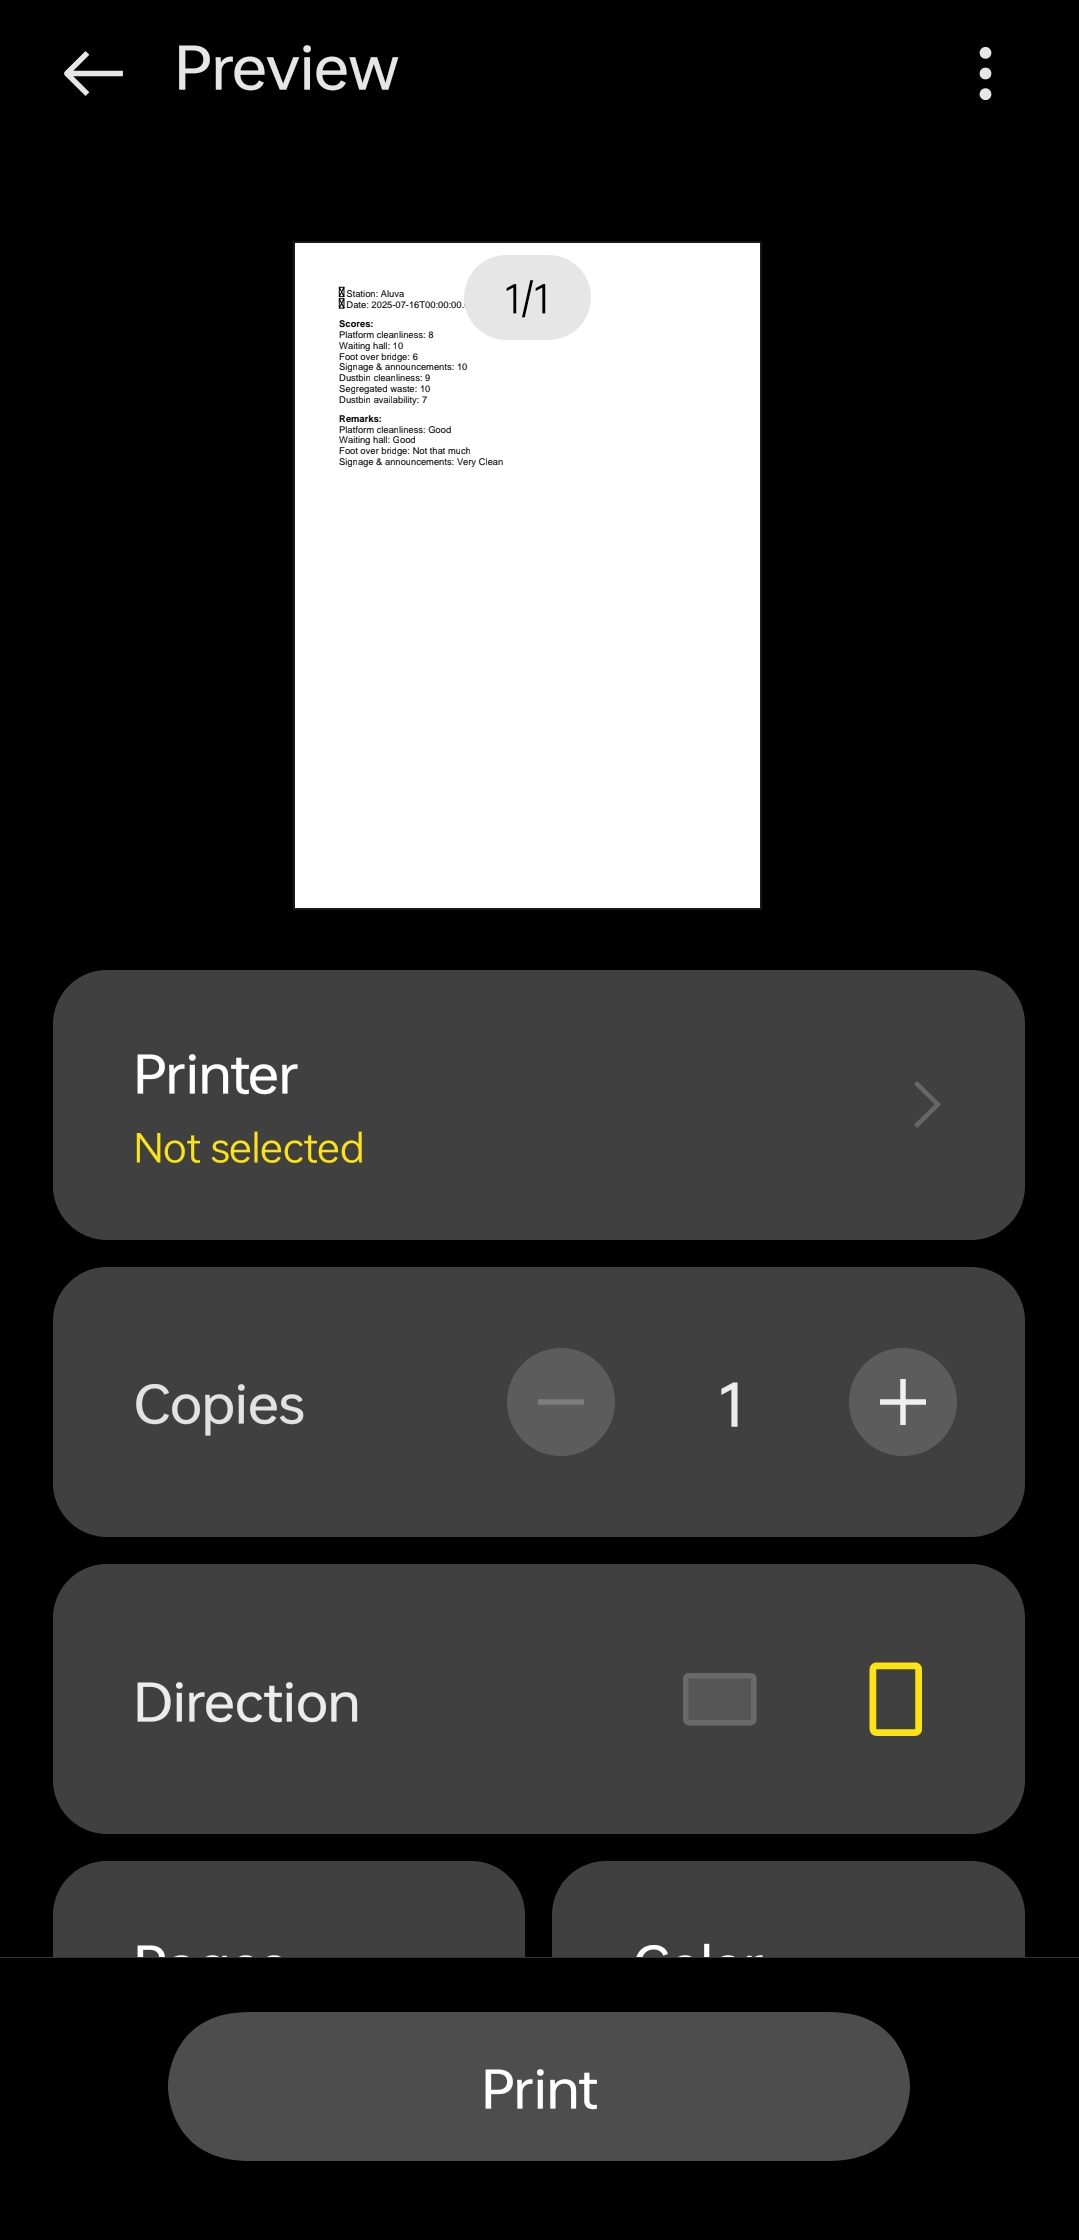 Preview
1/1
Station: Aluva
Date: 2025-07-16T00:00:00.
Scores:
Platform cleanliness: 8
Waiting hall: 10
Foot over bridge: 6
Signage & announcements: 10
Dustbin cleanliness: 9
Segregated waste: 10
Dustbin availability: 7
Remarks:
Platform cleanliness: Good
Waiting hall: Good
Foot over bridge: Not that much
Signage & announcements: Very Clean
Printer
Not selected
Copies
1
Direction
Pages
Color
Print